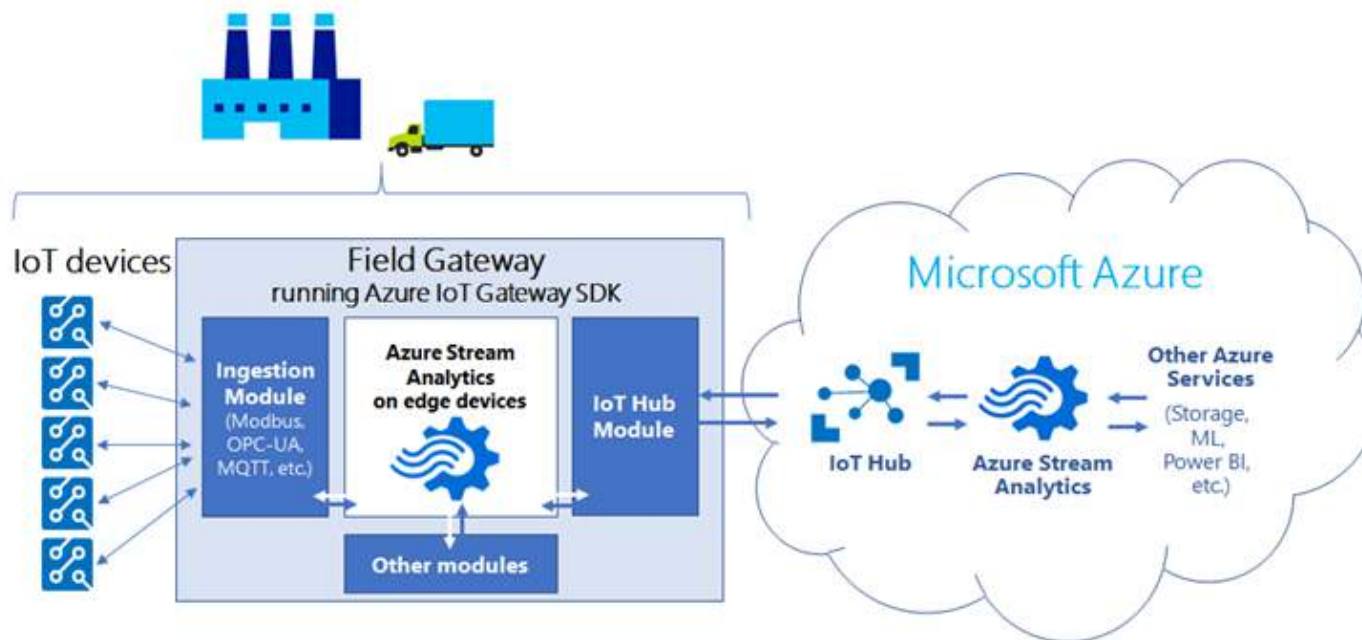 IoT devices
Field Gateway
running Azure IoT Gateway SDK
Ingestion
Module
(Modbus,
OPC-UA,
MQTT, etc.)
Azure Stream
Analytics
on edge devices
IoT Hub
Module
Other modules
Microsoft Azure
IoT Hub
Azure Stream
Analytics
Other Azure
Services
(Storage,
ML,
Power BI,
etc.)